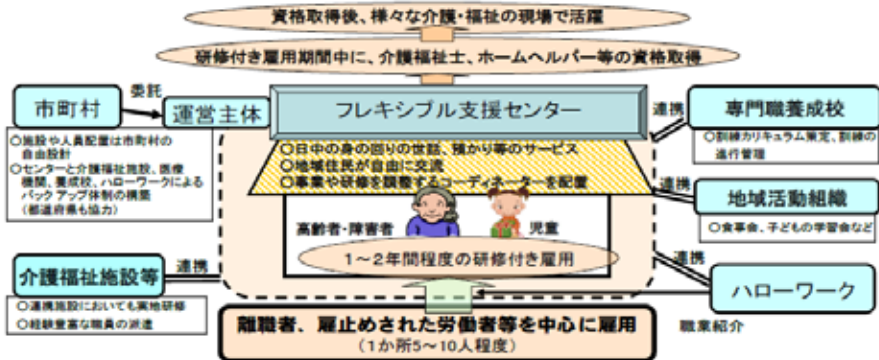 資格取得後、様々な介護・福祉の現場で活躍
研修付き雇用期間中に、介護福祉士、ホームヘルパー等の資格取得
市町村
委託
運営主体
フレキシブル支援センター
連携
専門職養成校
○施設や人員配置は市町村の
自由設計
○センターと介護福祉施設、医療
機関、養成校、ハローワークによる
バックアップ体制の構築
（都道府県も協力）
○日中の身の回りの世話、預かり等のサービス
○地域住民が自由に交流
○事業や研修を調整するコーディネーターを配置
○訓練カリキュラム策定、訓練の
進行管理
連携
地域活動組織
○食事会、子どもの学習会など
高齢者・障害者
児童
1～2年間程度の研修付き雇用
連携
介護福祉施設等
連携
○連携施設においても実地研修
○経験豊富な職員の派遣
ハローワーク
職業紹介
離職者、雇止めされた労働者等を中心に雇用
（1か所5～10人程度）